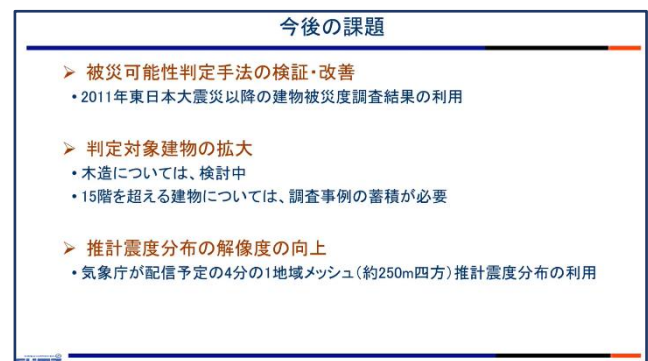 今後の課題
➢ 被災可能性判定手法の検証・改善
・2011年東日本大震災以降の建物被災度調査結果の利用
➢ 判定対象建物の拡大
・木造については、検討中
・15階を超える建物については、調査事例の蓄積が必要
➢ 推計震度分布の解像度の向上
・気象庁が配信予定の4分の1地域メッシュ(約250m四方)推計震度分布の利用